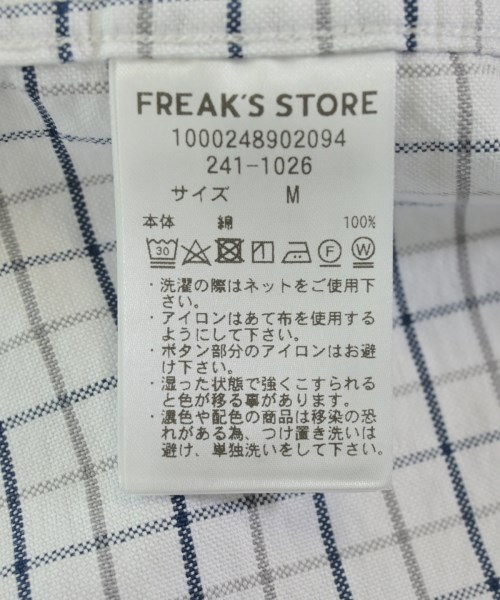 FREAK'S STORE
1000248902094
241-1026
サイズ M
本体 綿 100%
30 F W
・洗濯の際はネットをご使用下
さい。
・アイロンはあて布を使用する
ようにして下さい。
・ボタン部分のアイロンはお避
け下さい。
・湿った状態で強くこすられる
と色が移る事があります。
・濃色や配色の商品は移染の恐
れがある為、つけ置き洗いは
避け、単独洗いをして下さい。